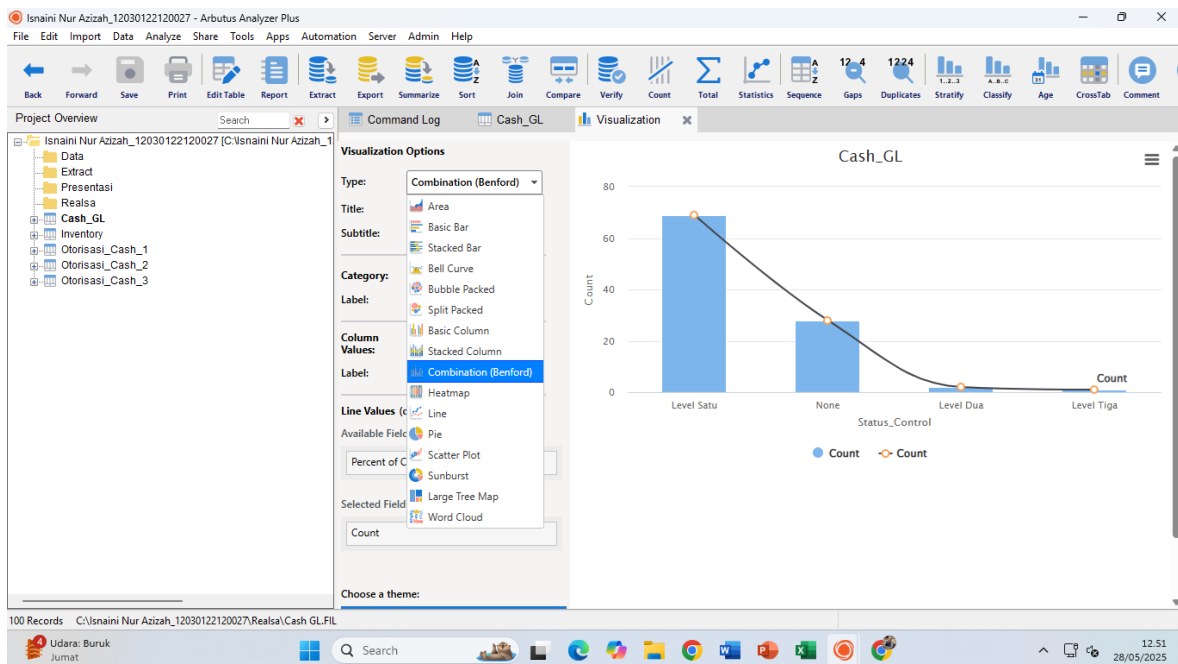 Isnaini Nur Azizah_12030122120027 - Arbutus Analyzer Plus
File Edit Import Data Analyze Share Tools Apps Automation Server Admin Help
12 4 1224
Back Forward Save Print Edit Table Report Extract Export Summarize Sort Join Compare Verify Count Total Statistics Sequence Gaps Duplicates Stratify Classify Age CrossTab Comment
Project Overview Search
Command Log Cash_GL Visualization
Isnaini Nur Azizah_12030122120027 [C:\Isnaini Nur Azizah_1
Data
Extract
Presentasi
Realsa
Cash_GL
Inventory
Otorisasi_Cash_1
Otorisasi_Cash_2
Otorisasi_Cash_3
Visualization Options
Type: Combination (Benford)
Title:
Subtitle:
Category:
Label:
Column
Values:
Label:
Line Values (c
Available Field
Percent of C
Selected Field
Count
Choose a theme:
Area
Basic Bar
Stacked Bar
Bell Curve
Bubble Packed
Split Packed
Basic Column
Stacked Column
Combination (Benford)
Heatmap
Line
Pie
Scatter Plot
Sunburst
Large Tree Map
Word Cloud
Cash_GL
80
60
40
20
0
Count
Count
Level Satu None Level Dua Level Tiga
Status_Control
Count Count
100 Records C:\Isnaini Nur Azizah_12030122120027\Realsa\Cash GL.FIL
4
Udara: Buruk
Jumat
Search
12.51
28/05/2025